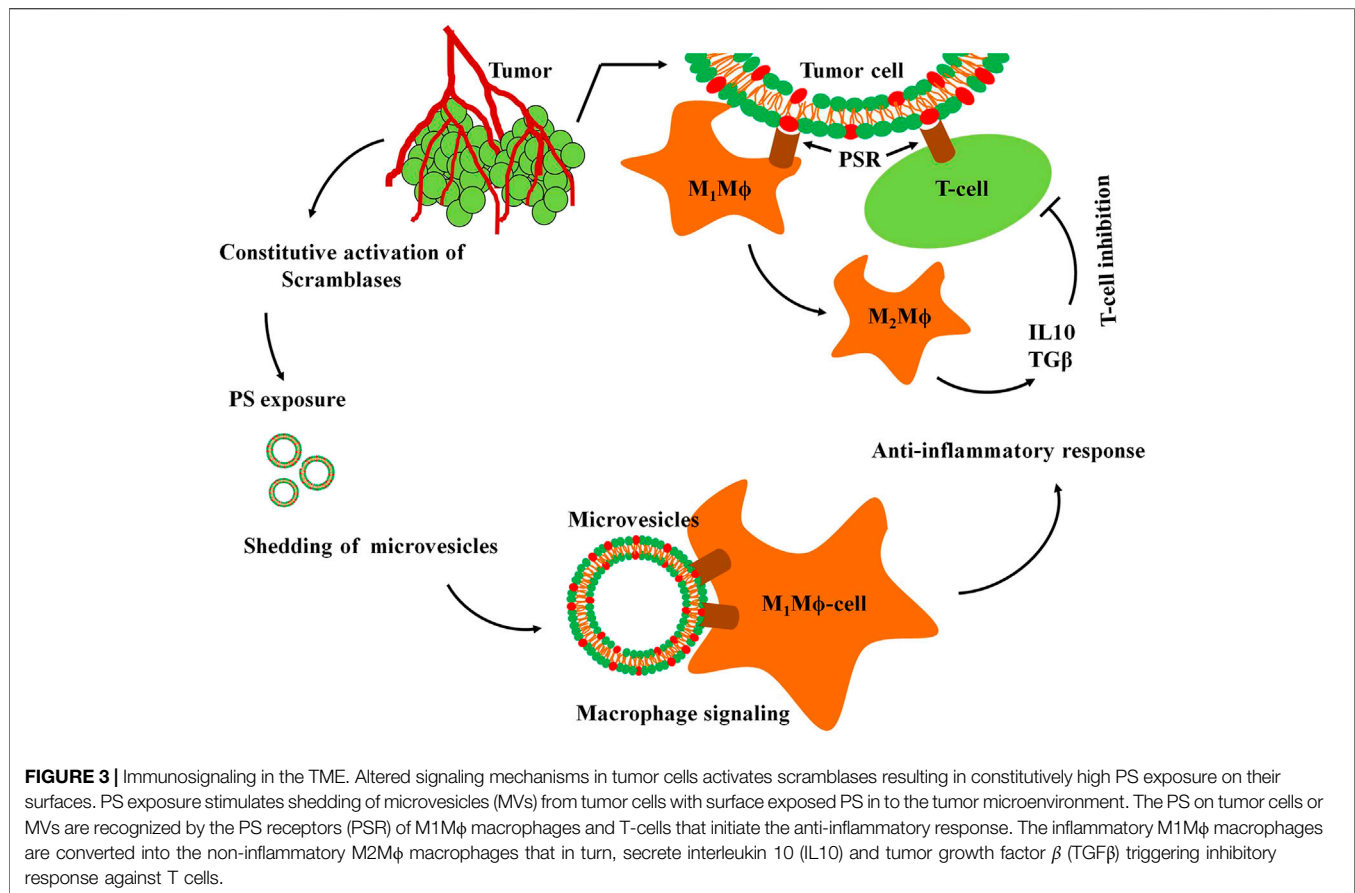 Tumor
Tumor cell
PSR
M₁Mϕ
T-cell
Constitutive activation of
Scramblases
M₂Mϕ
T-cell inhibition
IL10
TGβ
PS exposure
Anti-inflammatory response
Shedding of microvesicles
Microvesicles
M₁Mϕ-cell
Macrophage signaling
FIGURE 3 | Immunosignaling in the TME. Altered signaling mechanisms in tumor cells activates scramblases resulting in constitutively high PS exposure on their
surfaces. PS exposure stimulates shedding of microvesicles (MVs) from tumor cells with surface exposed PS in to the tumor microenvironment. The PS on tumor cells or
MVs are recognized by the PS receptors (PSR) of M1Mϕ macrophages and T-cells that initiate the anti-inflammatory response. The inflammatory M1Mϕ macrophages
are converted into the non-inflammatory M2Mϕ macrophages that in turn, secrete interleukin 10 (IL10) and tumor growth factor β (TGFβ) triggering inhibitory
response against T cells.